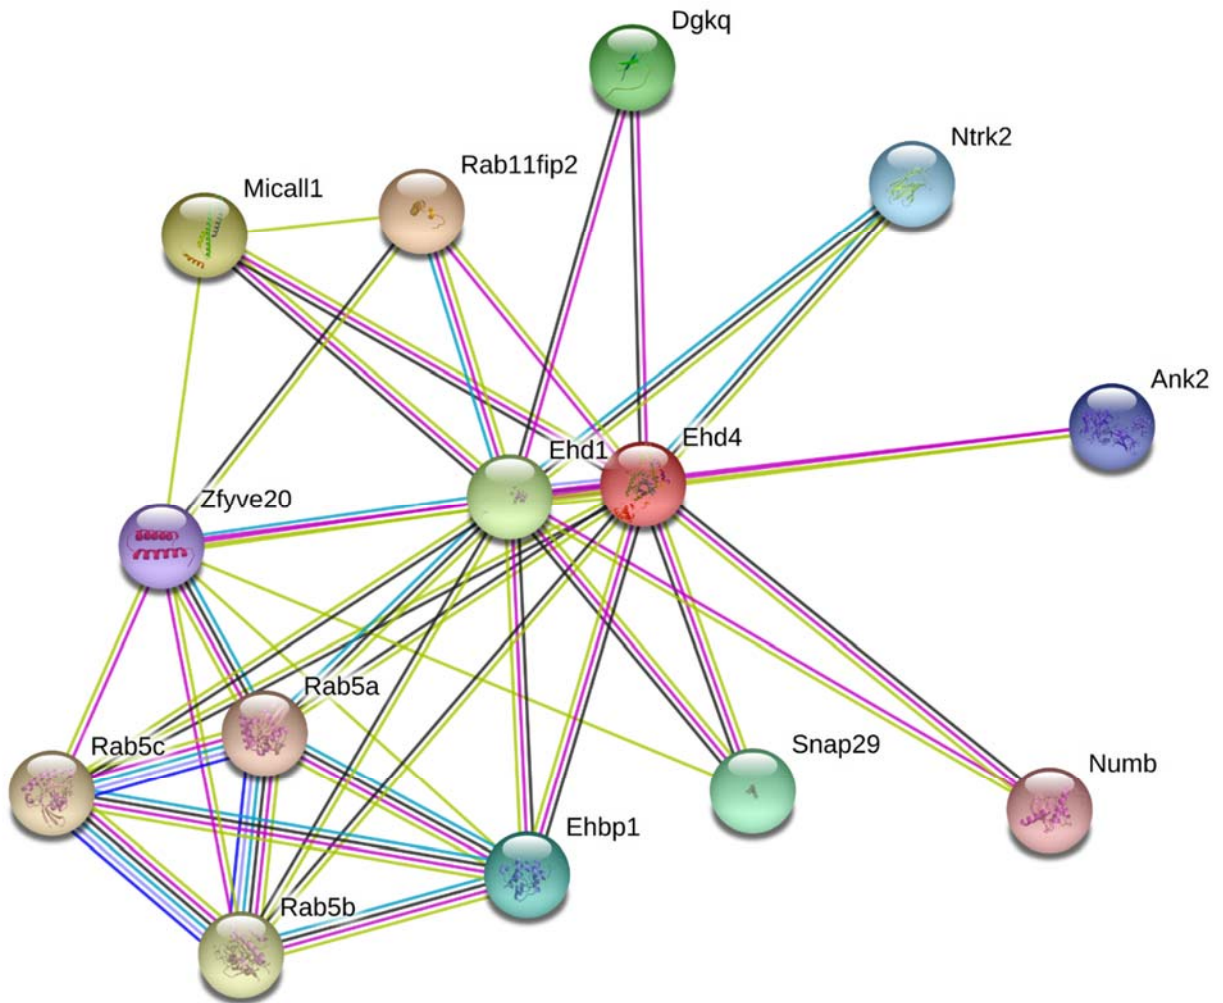 Dgkq
Ntrk2
Rab11fip2
Micall1
Ank2
Ehd4
Ehd1
Zfyve20
Rab5a
Rab5c
Snap29
Numb
Ehbp1
Rab5b